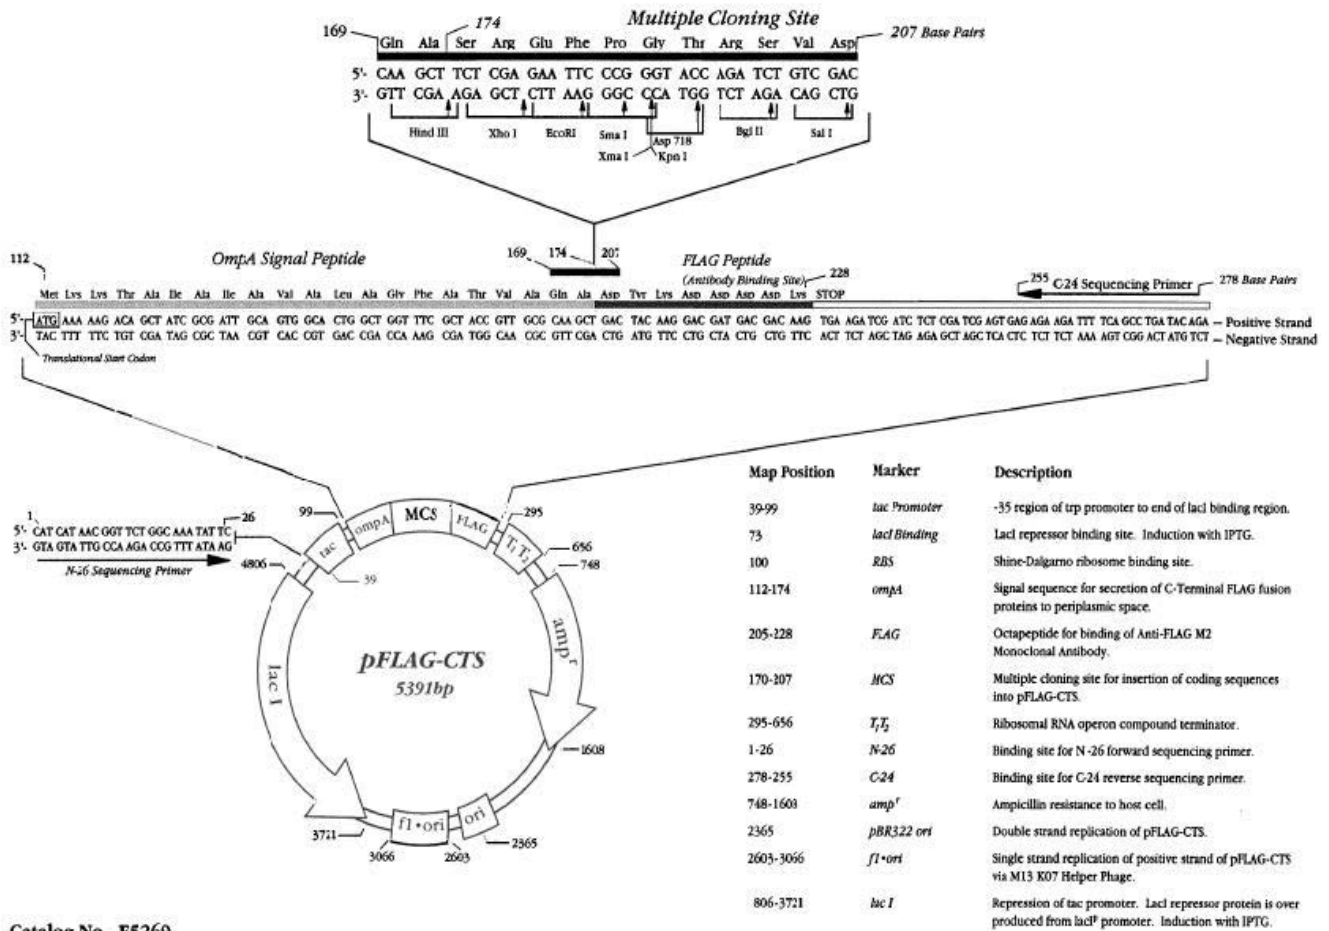 Multiple Cloning Site
169 174 207 Base Pairs
Gln Ala Ser Arg Glu Phe Pro Gly Thr Arg Ser Val Asp
5'- CAA GCT TCT CGA GAA TTC CCG GGT ACC AGA TCT GTC GAC
3'- GTT CGA AGA GCT CTT AAG GGC CCA TGG TCT AGA CAG CTG
Hind III Xho I EcoRI Sma I Asp 718 Bgl II Sal I
Xma I Kpn I
112 OmpA Signal Peptide 169 174 207 FLAG Peptide
(Antibody Binding Site) 228 255 C-24 Sequencing Primer 278 Base Pairs
Met Lys Lys Thr Ala Ile Ala Ile Ala Val Ala Leu Ala Gly Phe Ala Thr Val Ala Gln Ala Asp Tyr Lys Asp Asp Asp Asp Lys STOP
5'- ATG AAA AAG ACA GCT ATC GCG ATT GCA GTG GCA CTG GCT GGT TTC GCT ACC GTT GCG CAA GCT GAC TAC AAG GAC GAT GAC GAC AAG TGA AGA TCG ATC TCT CGA TCG AGT GAG AGA AGA TTT TCA GCC TGA TAC AGA – Positive Strand
3'- TAC TTT TTC TGT CGA TAG CGC TAA CGT CAC CGT GAC CGA CCA AAG CGA TGG CAA CGC GTT CGA CTG ATG TTC CTG CTA CTG CTG TTC ACT TCT AGC TAG AGA GCT AGC TCA CTC TCT TCT AAA AGT CGG ACT ATG TCT – Negative Strand
Translational Start Codon
1 26
5'- CAT CAT AAC GGT TCT GGC AAA TAT TC
3'- GTA GTA TTG CCA AGA CCG TTT ATA AG
N-26 Sequencing Primer
99 ompA MCS FLAG 295
tac T₁T₂ 656
4806 39 748
lac I ampʳ
pFLAG-CTS
5391bp
1608
3721 f1•ori ori 2365
3066 2603
Map Position Marker Description
39-99 tac Promoter -35 region of trp promoter to end of lacI binding region.
73 lacI Binding LacI repressor binding site. Induction with IPTG.
100 RBS Shine-Dalgarno ribosome binding site.
112-174 ompA Signal sequence for secretion of C-Terminal FLAG fusion
proteins to periplasmic space.
205-228 FLAG Octapeptide for binding of Anti-FLAG M2
Monoclonal Antibody.
170-207 MCS Multiple cloning site for insertion of coding sequences
into pFLAG-CTS.
295-656 T₁T₂ Ribosomal RNA operon compound terminator.
1-26 N-26 Binding site for N-26 forward sequencing primer.
278-255 C-24 Binding site for C-24 reverse sequencing primer.
748-1603 ampʳ Ampicillin resistance to host cell.
2365 pBR322 ori Double strand replication of pFLAG-CTS.
2603-3066 f1•ori Single strand replication of positive strand of pFLAG-CTS
via M13 K07 Helper Phage.
806-3721 lac I Repression of tac promoter. LacI repressor protein is over
produced from lacIᵖ promoter. Induction with IPTG.
Catalog No. E5260